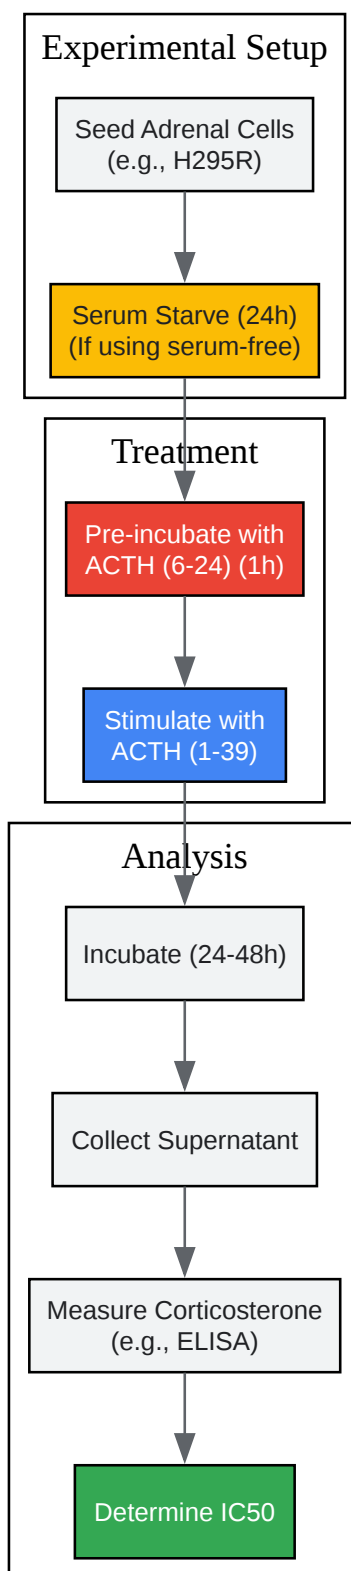 Experimental Setup
Seed Adrenal Cells
(e.g., H295R)
Serum Starve (24h)
(If using serum-free)
Treatment
Pre-incubate with
ACTH (6-24) (1h)
Stimulate with
ACTH (1-39)
Analysis
Incubate (24-48h)
Collect Supernatant
Measure Corticosterone
(e.g., ELISA)
Determine IC50